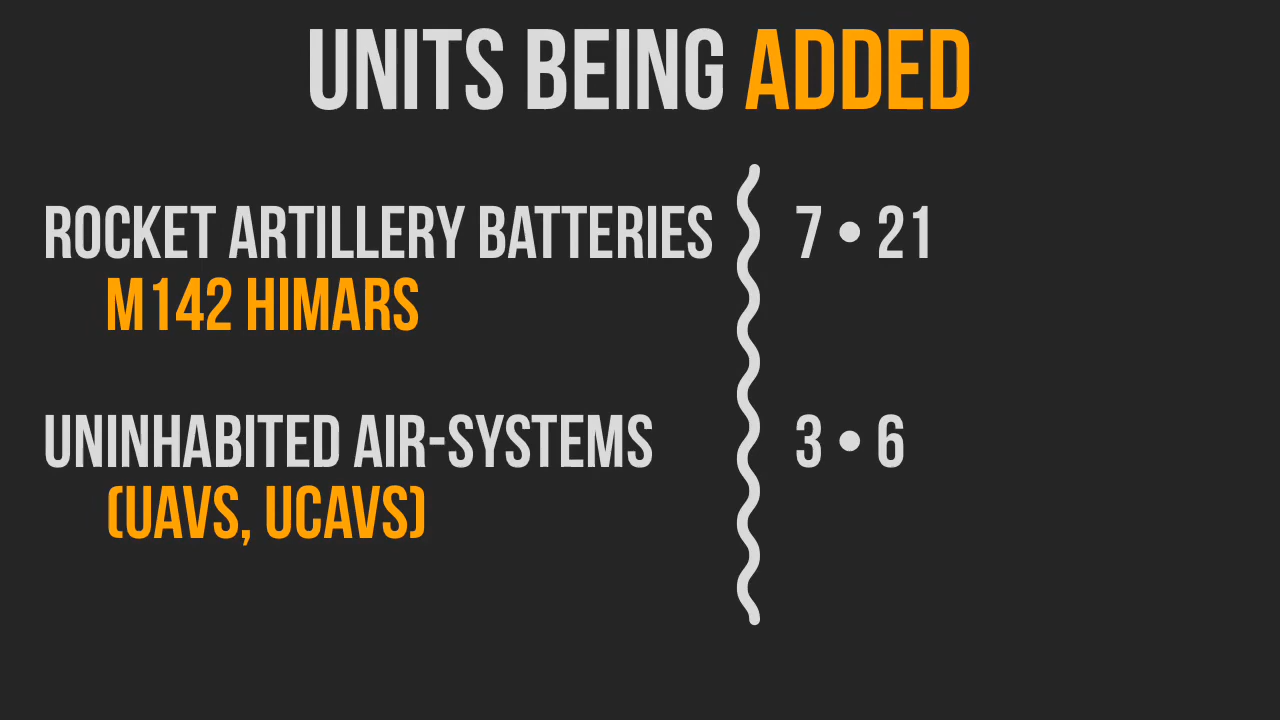 UNITS BEING ADDED
ROCKET ARTILLERY BATTERIES 7 • 21
M142 HIMARS
UNINHABITED AIR-SYSTEMS 3 • 6
(UAVS, UCAVS)